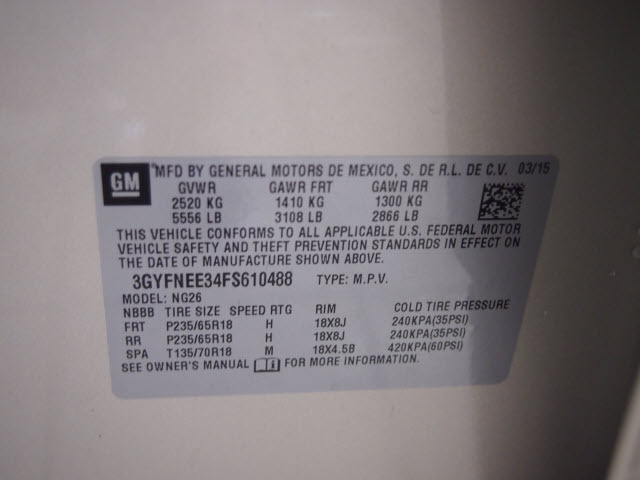 GM MFD BY GENERAL MOTORS DE MEXICO, S. DE R.L. DE C.V. 03/15
GVWR GAWR FRT GAWR RR
2520 KG 1410 KG 1300 KG
5556 LB 3108 LB 2866 LB
THIS VEHICLE CONFORMS TO ALL APPLICABLE U.S. FEDERAL MOTOR
VEHICLE SAFETY AND THEFT PREVENTION STANDARDS IN EFFECT ON
THE DATE OF MANUFACTURE SHOWN ABOVE.
3GYFNEE34FS610488 TYPE: M.P.V.
MODEL: NG26
NBBB TIRE SIZE SPEED RTG RIM COLD TIRE PRESSURE
FRT P235/65R18 H 18X8J 240KPA(35PSI)
RR P235/65R18 H 18X8J 240KPA(35PSI)
SPA T135/70R18 M 18X4.5B 420KPA(60PSI)
SEE OWNER'S MANUAL FOR MORE INFORMATION.